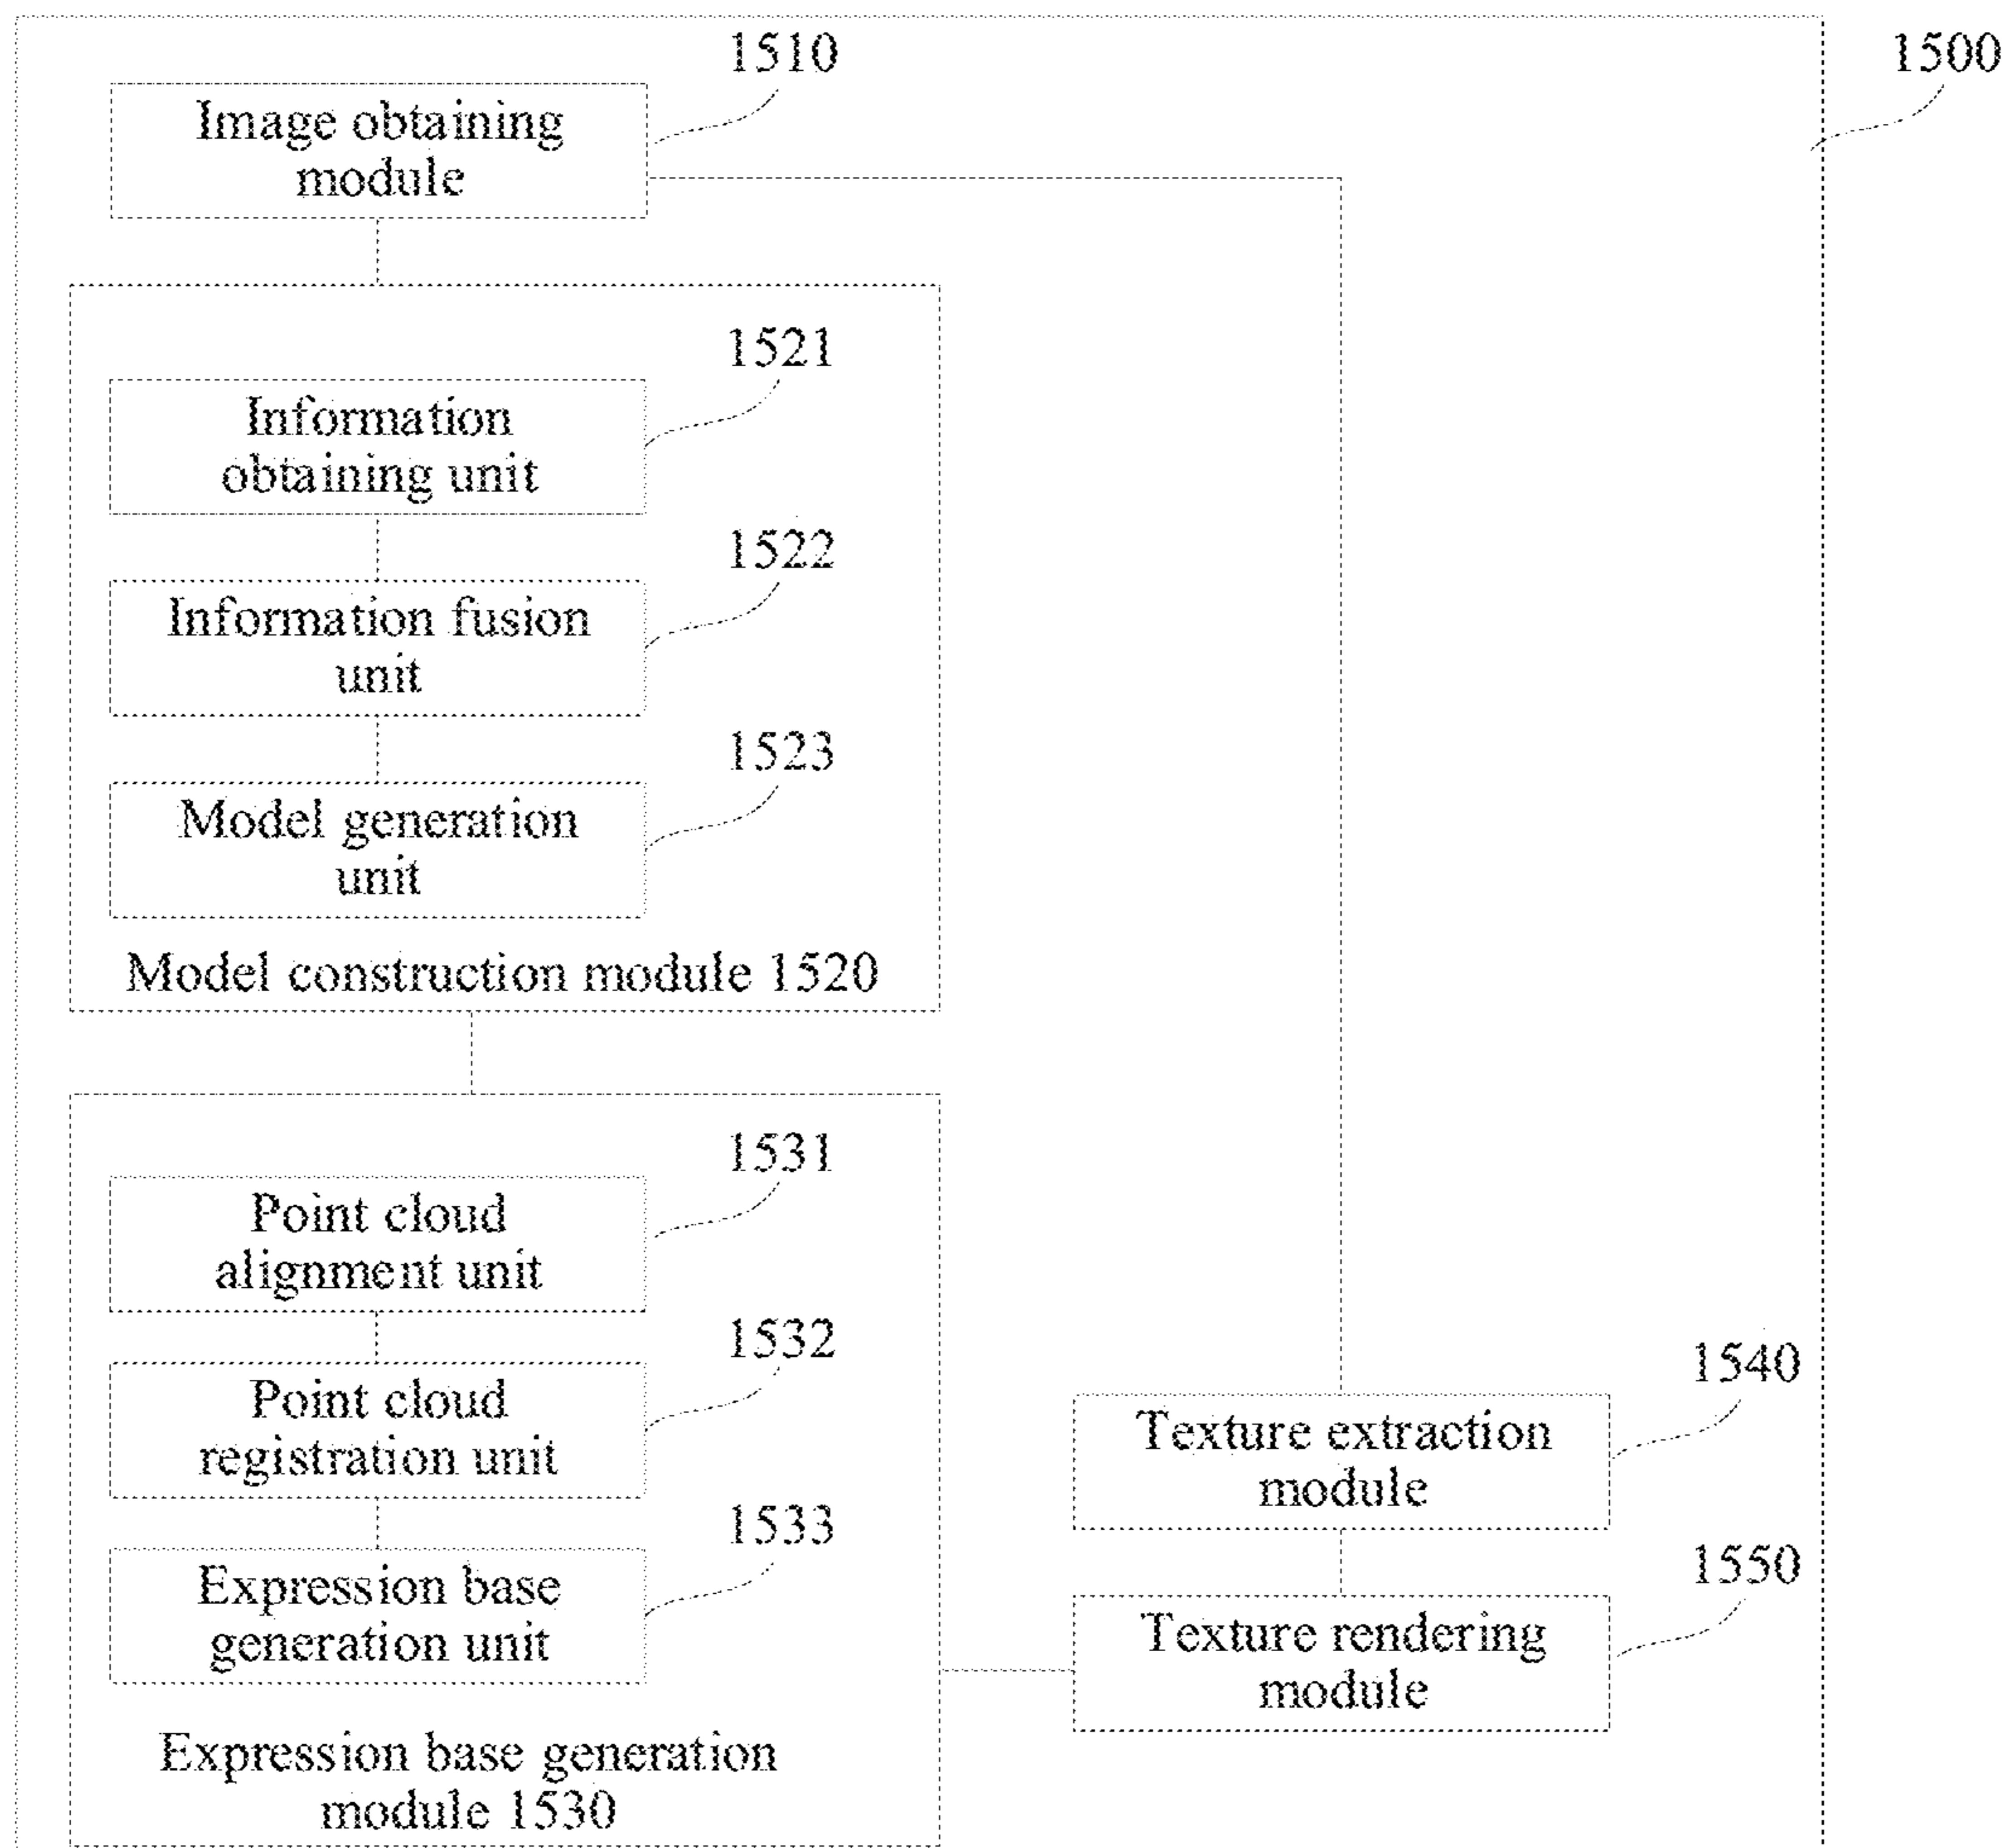 1510
1500
Image obtaining
module
1521
Information
obtaining unit
1522
Information fusion
unit
1523
Model generation
unit
Model construction module 1520
1531
Point cloud
alignment unit
1532
Point cloud
registration unit
1533
Expression base
generation unit
Expression base generation
module 1530
1540
Texture extraction
module
1550
Texture rendering
module